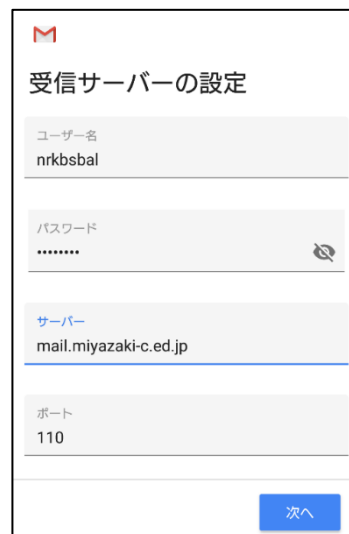 受信サーバーの設定
ユーザー名
nrkbsbal
パスワード
••••••••
サーバー
mail.miyazaki-c.ed.jp
ポート
110
次へ